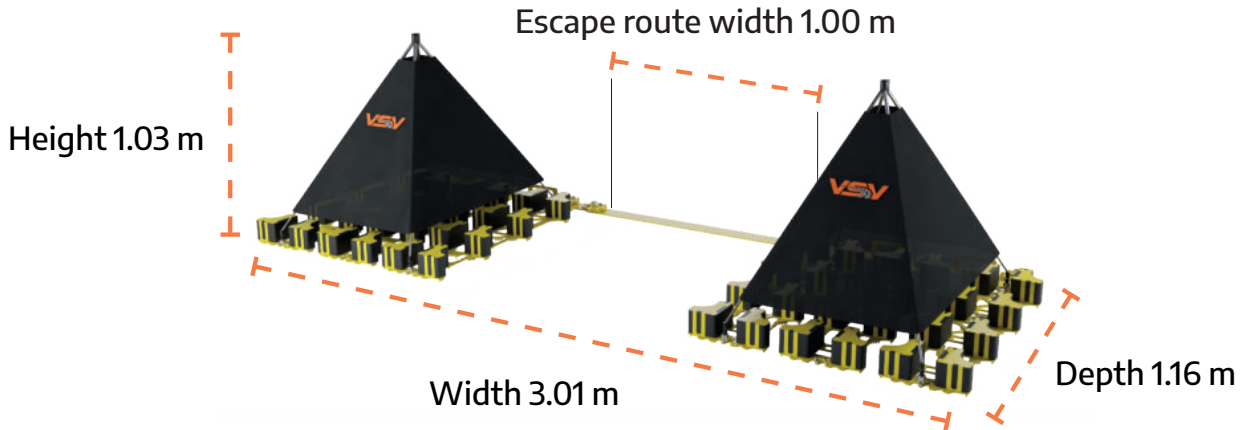 Escape route width 1.00 m
Height 1.03 m
VSV
VSV
Width 3.01 m
Depth 1.16 m